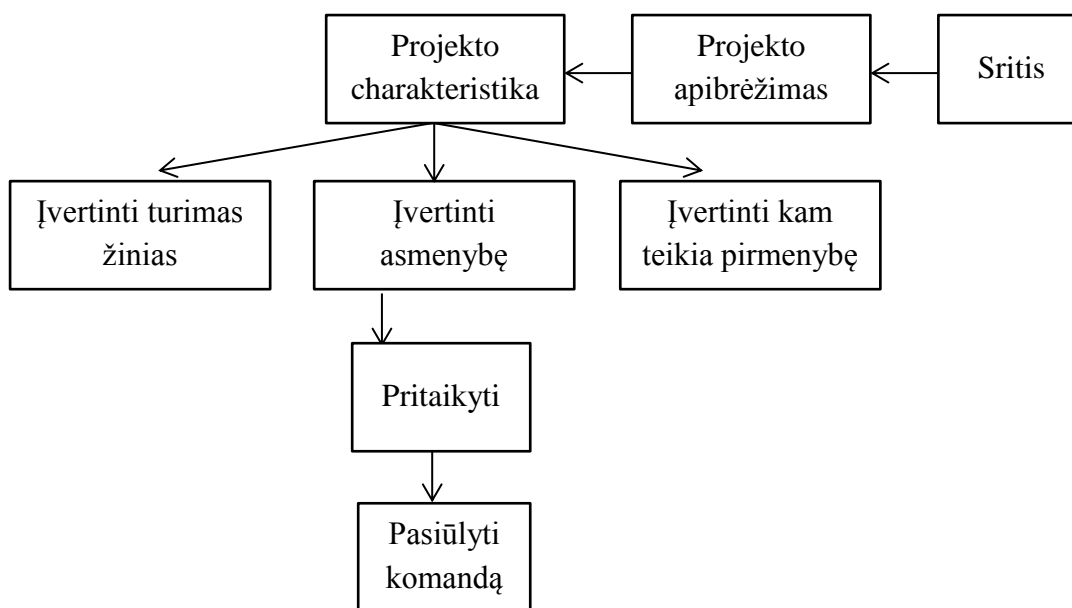 Projekto
charakteristika
Projekto
apibrėžimas
Sritis
Įvertinti turimas
žinias
Įvertinti
asmenybę
Įvertinti kam
teikia pirmenybę
Pritaikyti
Pasiūlyti
komandą